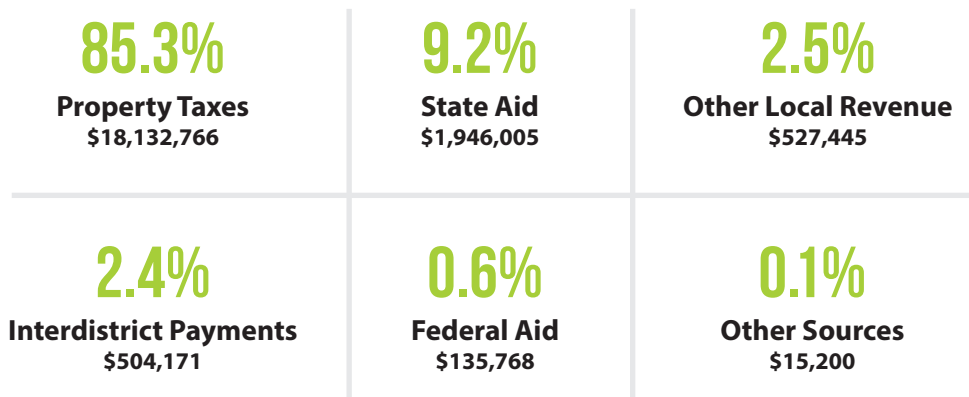 85.3%
Property Taxes
$18,132,766
9.2%
State Aid
$1,946,005
2.5%
Other Local Revenue
$527,445
2.4%
Interdistrict Payments
$504,171
0.6%
Federal Aid
$135,768
0.1%
Other Sources
$15,200